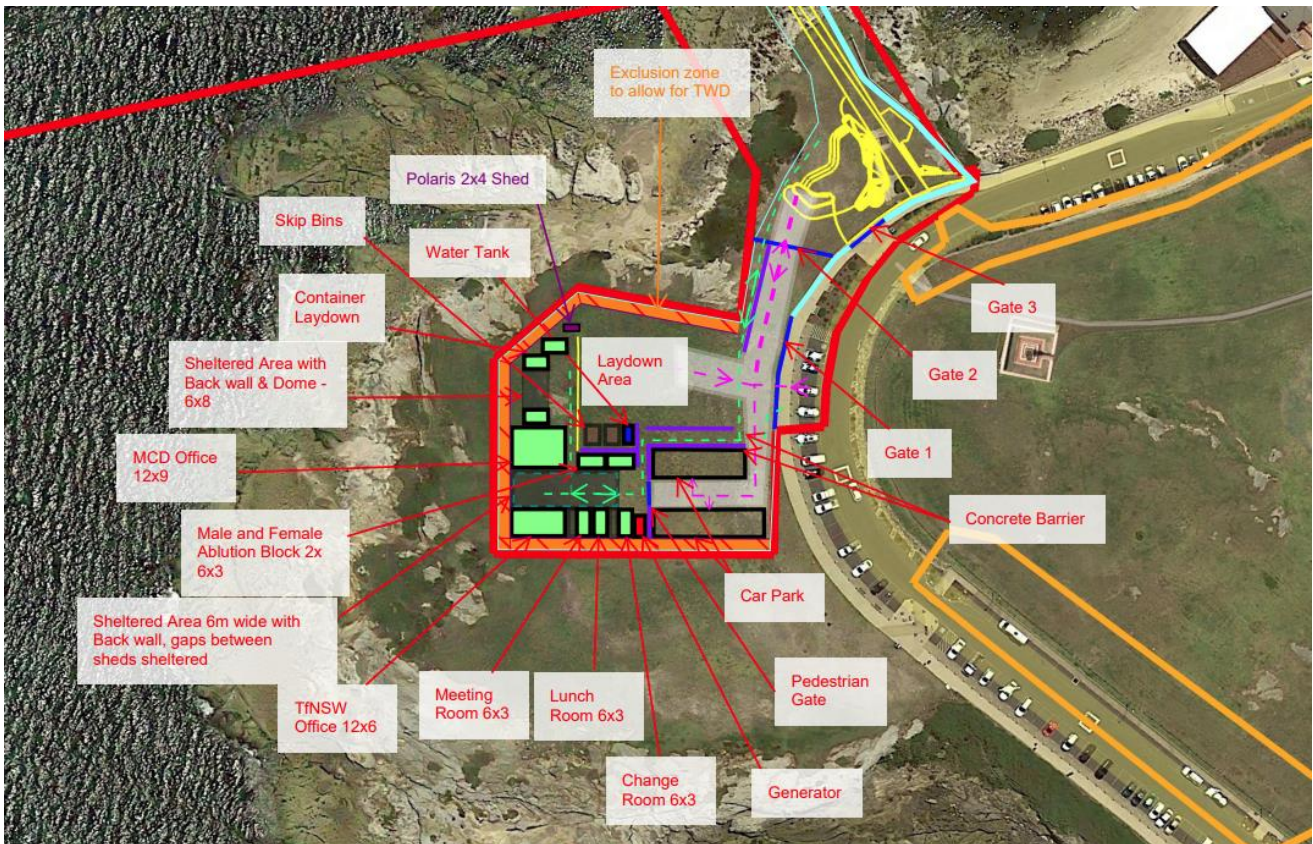 Exclusion zone
to allow for TWD
Polaris 2x4 Shed
Skip Bins
Water Tank
Container
Laydown
Gate 3
Sheltered Area with
Back wall & Dome -
6x8
Laydown
Area
Gate 2
MCD Office
12x9
Gate 1
Male and Female
Ablution Block 2x
6x3
Concrete Barrier
Car Park
Sheltered Area 6m wide with
Back wall, gaps between
sheds sheltered
TfNSW
Office 12x6
Meeting
Room 6x3
Lunch
Room 6x3
Pedestrian
Gate
Change
Room 6x3
Generator